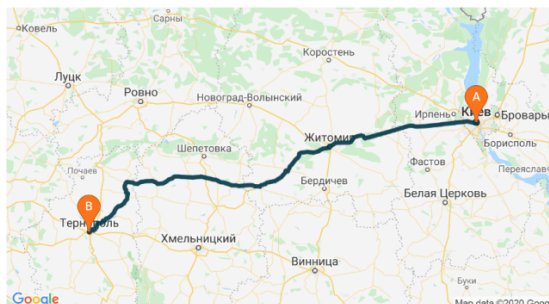 Сарны
Ковель
Коростень
Луцк
Ровно
Новоград-Волынский
A
Ирпень
Киев
Бровары
Борисполь
Житомир
Шепетовка
Переяслав
Фастов
Почаев
Бердичев
Белая Церковь
B
Тернополь
Хмельницкий
Винница
Буки
Google
Map data ©2020 Goog